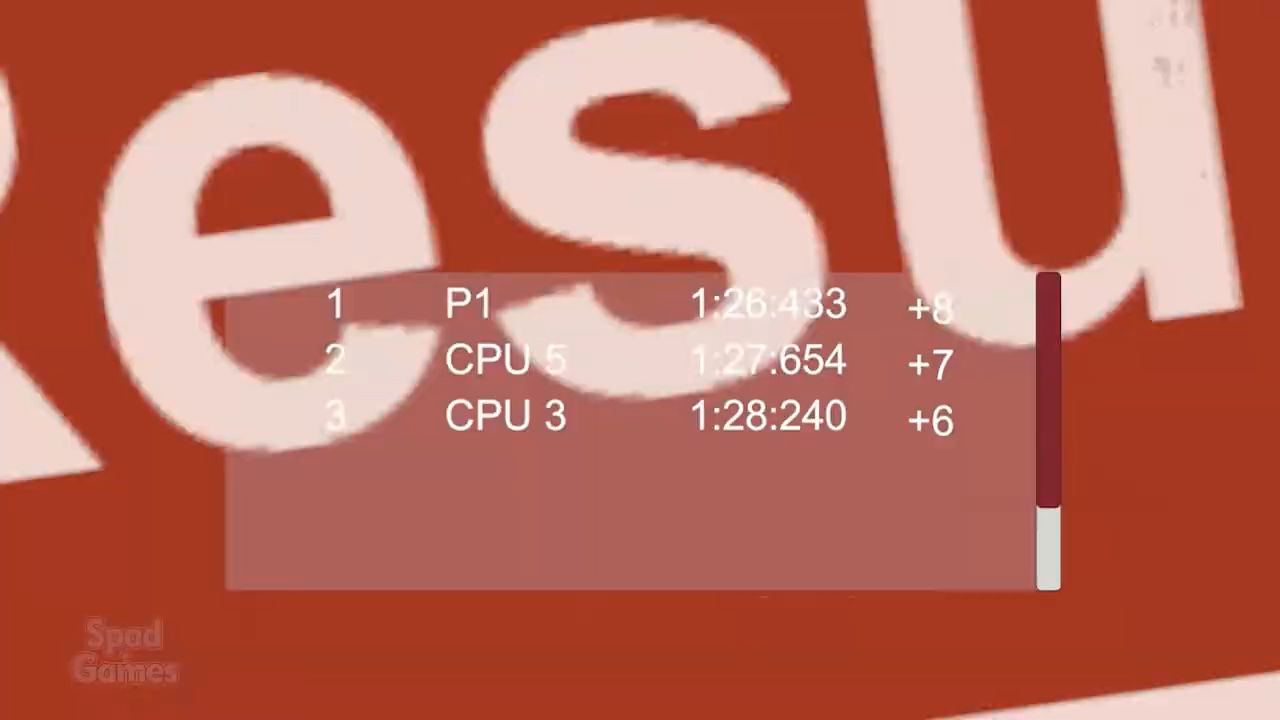 Resu
1 P1 1:26:433 +8
2 CPU 5 1:27:654 +7
3 CPU 3 1:28:240 +6
Spad
Games